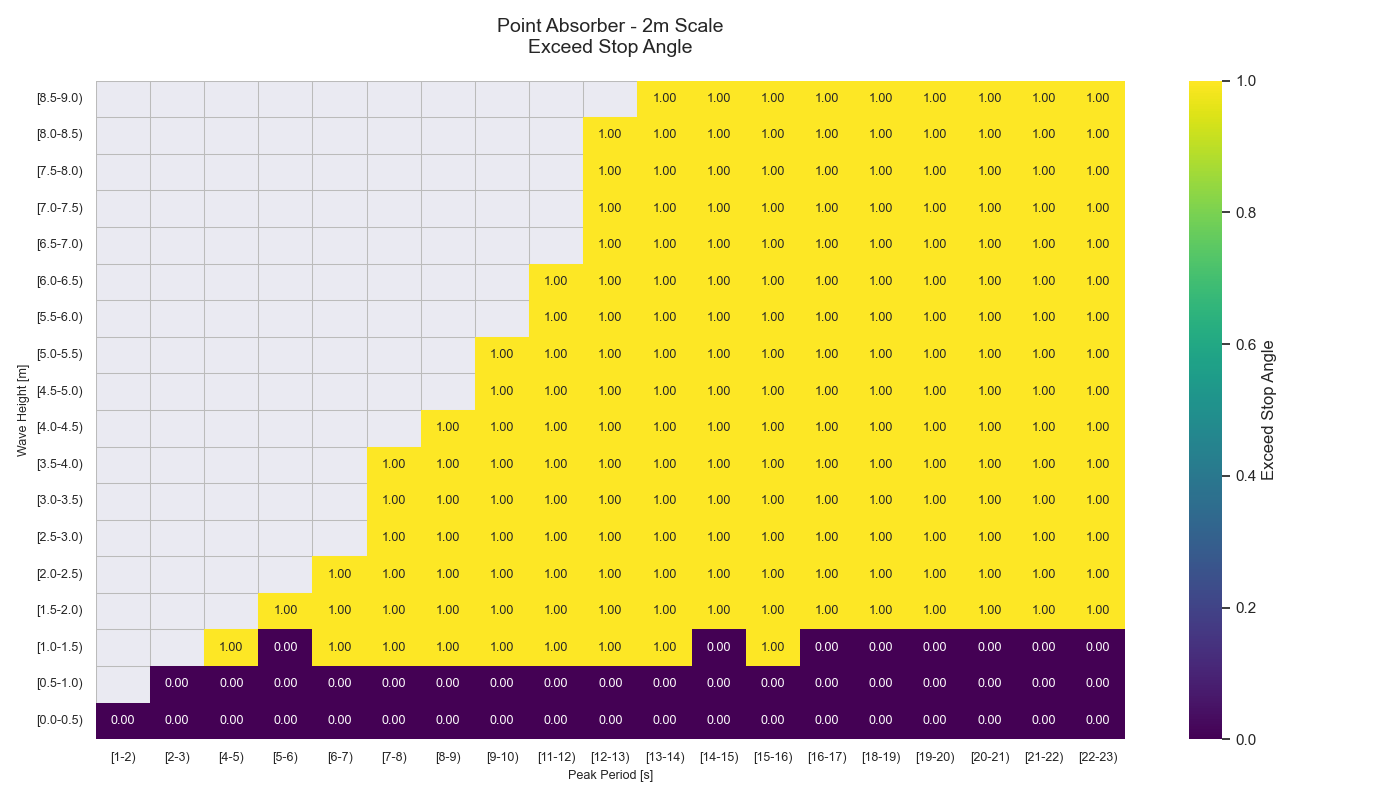 Point Absorber - 2m Scale
Exceed Stop Angle
Wave Height [m]
[8.5-9.0) 1.00 1.00 1.00 1.00 1.00 1.00 1.00 1.00 1.00
[8.0-8.5) 1.00 1.00 1.00 1.00 1.00 1.00 1.00 1.00 1.00 1.00
[7.5-8.0) 1.00 1.00 1.00 1.00 1.00 1.00 1.00 1.00 1.00 1.00
[7.0-7.5) 1.00 1.00 1.00 1.00 1.00 1.00 1.00 1.00 1.00 1.00
[6.5-7.0) 1.00 1.00 1.00 1.00 1.00 1.00 1.00 1.00 1.00 1.00
[6.0-6.5) 1.00 1.00 1.00 1.00 1.00 1.00 1.00 1.00 1.00 1.00 1.00
[5.5-6.0) 1.00 1.00 1.00 1.00 1.00 1.00 1.00 1.00 1.00 1.00 1.00
[5.0-5.5) 1.00 1.00 1.00 1.00 1.00 1.00 1.00 1.00 1.00 1.00 1.00 1.00
[4.5-5.0) 1.00 1.00 1.00 1.00 1.00 1.00 1.00 1.00 1.00 1.00 1.00 1.00
[4.0-4.5) 1.00 1.00 1.00 1.00 1.00 1.00 1.00 1.00 1.00 1.00 1.00 1.00 1.00
[3.5-4.0) 1.00 1.00 1.00 1.00 1.00 1.00 1.00 1.00 1.00 1.00 1.00 1.00 1.00 1.00
[3.0-3.5) 1.00 1.00 1.00 1.00 1.00 1.00 1.00 1.00 1.00 1.00 1.00 1.00 1.00 1.00
[2.5-3.0) 1.00 1.00 1.00 1.00 1.00 1.00 1.00 1.00 1.00 1.00 1.00 1.00 1.00 1.00
[2.0-2.5) 1.00 1.00 1.00 1.00 1.00 1.00 1.00 1.00 1.00 1.00 1.00 1.00 1.00 1.00 1.00
[1.5-2.0) 1.00 1.00 1.00 1.00 1.00 1.00 1.00 1.00 1.00 1.00 1.00 1.00 1.00 1.00 1.00 1.00
[1.0-1.5) 1.00 0.00 1.00 1.00 1.00 1.00 1.00 1.00 1.00 0.00 1.00 0.00 0.00 0.00 0.00 0.00 0.00
[0.5-1.0) 0.00 0.00 0.00 0.00 0.00 0.00 0.00 0.00 0.00 0.00 0.00 0.00 0.00 0.00 0.00 0.00 0.00 0.00
[0.0-0.5) 0.00 0.00 0.00 0.00 0.00 0.00 0.00 0.00 0.00 0.00 0.00 0.00 0.00 0.00 0.00 0.00 0.00 0.00 0.00
[1-2) [2-3) [4-5) [5-6) [6-7) [7-8) [8-9) [9-10) [11-12) [12-13) [13-14) [14-15) [15-16) [16-17) [18-19) [19-20) [20-21) [21-22) [22-23)
Peak Period [s]
1.0
0.8
0.6
0.4
0.2
0.0
Exceed Stop Angle